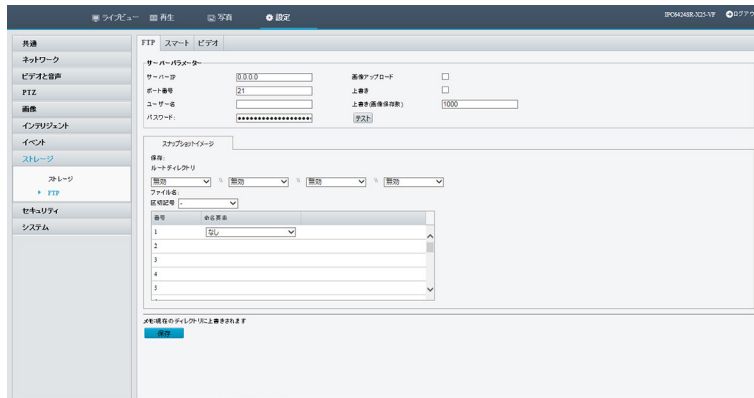 ライブビュー 再生 写真 設定 IPC6424SR-X25-VF ログアウ
共通
ネットワーク
ビデオと音声
PTZ
画像
インテリジェント
イベント
ストレージ
ストレージ
FTP
セキュリティ
システム
FTP スマート ビデオ
サーバーパラメーター
サーバーIP 0.0.0.0 画像アップロード
ポート番号 21 上書き
ユーザー名 上書き(画像保存数) 1000
パスワード: •••••••••••••••••• テスト
スナップショットイメージ
保存:
ルートディレクトリ
無効 \ 無効 \ 無効 \ 無効
ファイル名:
区切記号 -
番号 命名要素
1 なし
2
3
4
5
メモ:現在のディレクトリに上書きされます
保存